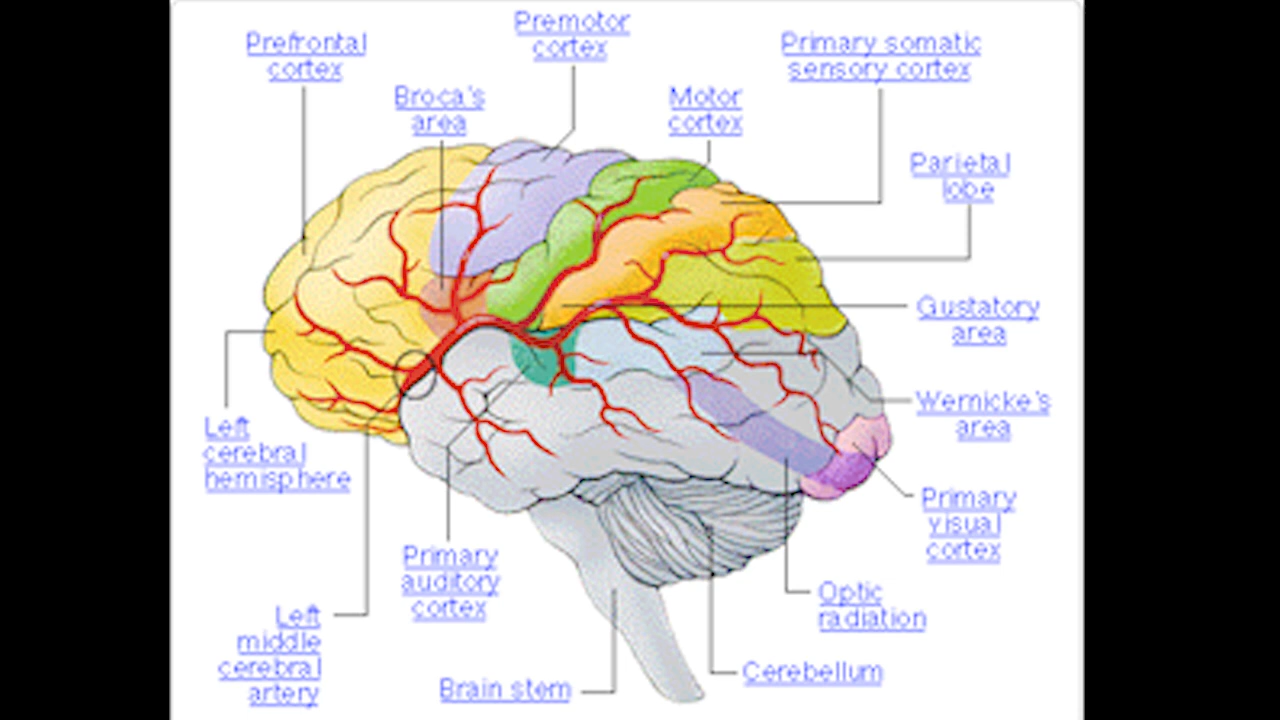 Prefrontal
cortex
Premotor
cortex
Primary somatic
sensory cortex
Broca's
area
Motor
cortex
Parietal
lobe
Gustatory
area
Wernicke's
area
Left
cerebral
hemisphere
Primary
visual
cortex
Primary
auditory
cortex
Optic
radiation
Left
middle
cerebral
artery
Cerebellum
Brain stem